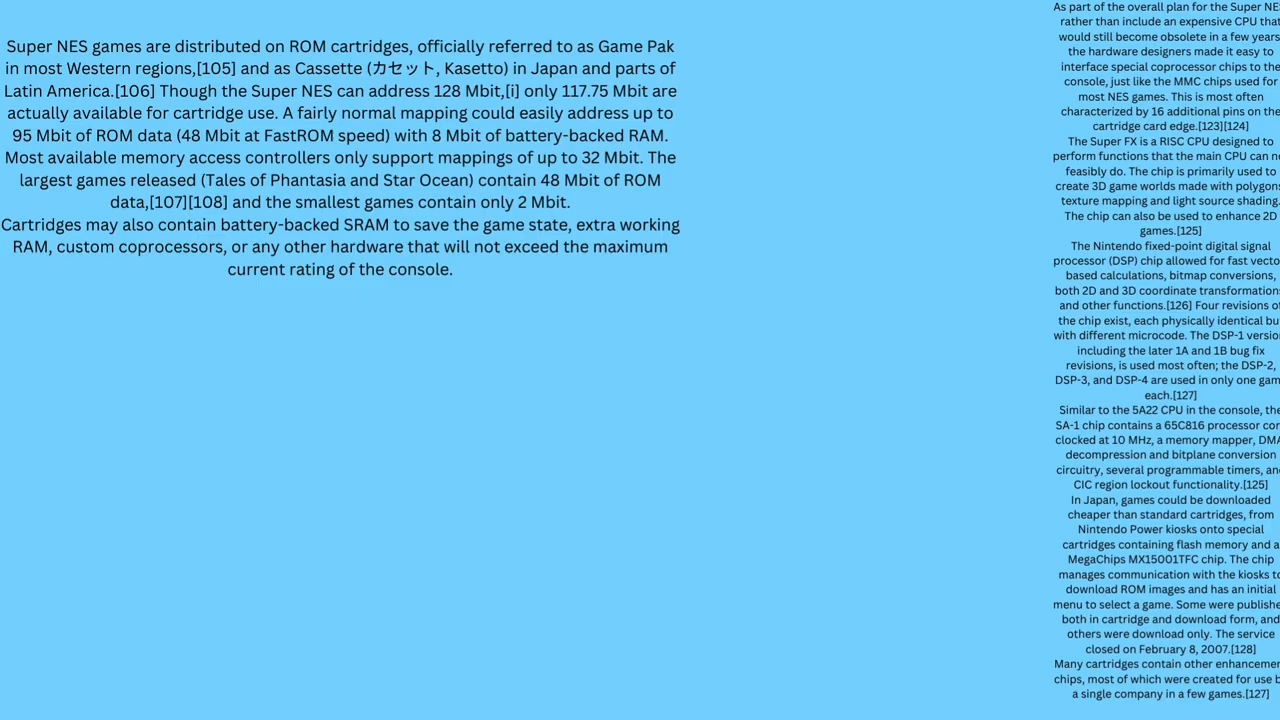 Super NES games are distributed on ROM cartridges, officially referred to as Game Pak
in most Western regions,[105] and as Cassette (カセット, Kasetto) in Japan and parts of
Latin America.[106] Though the Super NES can address 128 Mbit,[i] only 117.75 Mbit are
actually available for cartridge use. A fairly normal mapping could easily address up to
95 Mbit of ROM data (48 Mbit at FastROM speed) with 8 Mbit of battery-backed RAM.
Most available memory access controllers only support mappings of up to 32 Mbit. The
largest games released (Tales of Phantasia and Star Ocean) contain 48 Mbit of ROM
data,[107][108] and the smallest games contain only 2 Mbit.
Cartridges may also contain battery-backed SRAM to save the game state, extra working
RAM, custom coprocessors, or any other hardware that will not exceed the maximum
current rating of the console.
As part of the overall plan for the Super NE
rather than include an expensive CPU that
would still become obsolete in a few years
the hardware designers made it easy to
interface special coprocessor chips to the
console, just like the MMC chips used for
most NES games. This is most often
characterized by 16 additional pins on the
cartridge card edge.[123][124]
The Super FX is a RISC CPU designed to
perform functions that the main CPU can n
feasibly do. The chip is primarily used to
create 3D game worlds made with polygons
texture mapping and light source shading.
The chip can also be used to enhance 2D
games.[125]
The Nintendo fixed-point digital signal
processor (DSP) chip allowed for fast vecto
based calculations, bitmap conversions,
both 2D and 3D coordinate transformation
and other functions.[126] Four revisions of
the chip exist, each physically identical bu
with different microcode. The DSP-1 versio
including the later 1A and 1B bug fix
revisions, is used most often; the DSP-2,
DSP-3, and DSP-4 are used in only one gam
each.[127]
Similar to the 5A22 CPU in the console, the
SA-1 chip contains a 65C816 processor cor
clocked at 10 MHz, a memory mapper, DMA
decompression and bitplane conversion
circuitry, several programmable timers, an
CIC region lockout functionality.[125]
In Japan, games could be downloaded
cheaper than standard cartridges, from
Nintendo Power kiosks onto special
cartridges containing flash memory and a
MegaChips MX15001TFC chip. The chip
manages communication with the kiosks to
download ROM images and has an initial
menu to select a game. Some were publishe
both in cartridge and download form, and
others were download only. The service
closed on February 8, 2007.[128]
Many cartridges contain other enhancemen
chips, most of which were created for use b
a single company in a few games.[127]